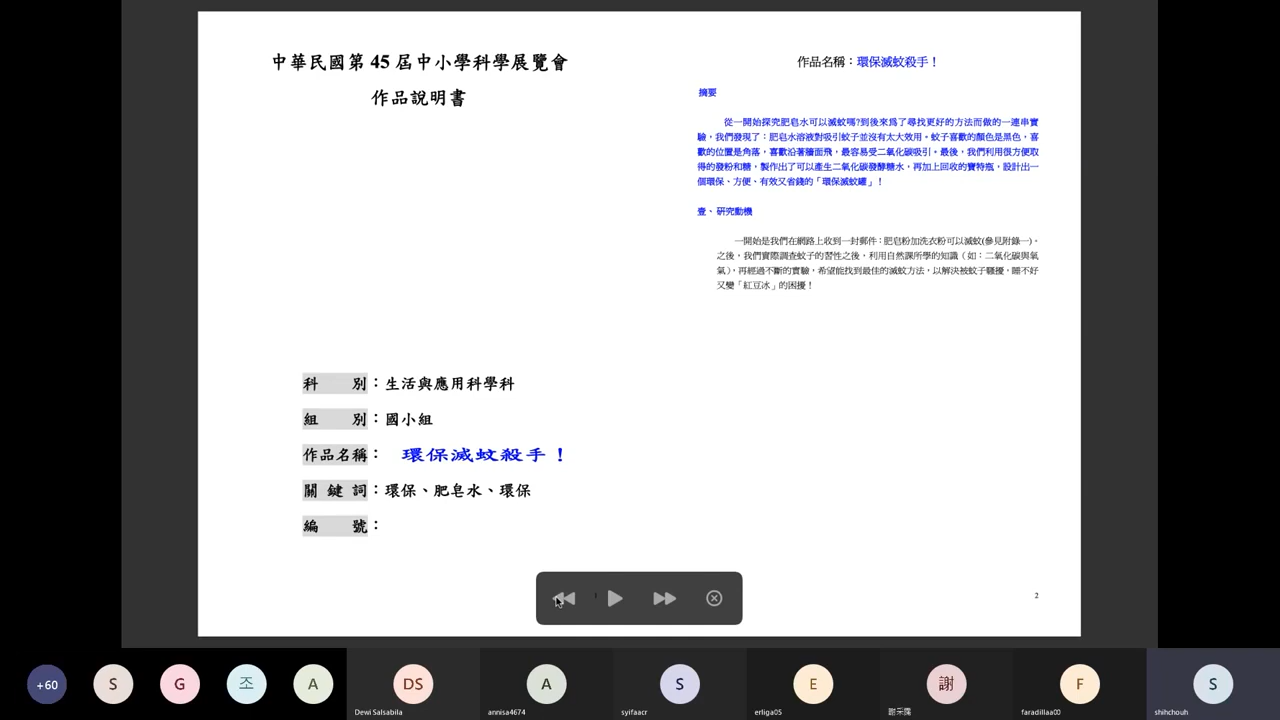 中華民國第 45 屆中小學科學展覽會
作品說明書
科 別：生活與應用科學科
組 別：國小組
作品名稱： 環保滅蚊殺手！
關 鍵 詞：環保、肥皂水、環保
編 號：
1
作品名稱：環保滅蚊殺手！
摘要
從一開始探究肥皂水可以滅蚊嗎?到後來為了尋找更好的方法而做的一連串實
驗，我們發現了：肥皂水溶液對吸引蚊子並沒有太大效用。蚊子喜歡的顏色是黑色，喜
歡的位置是角落，喜歡沿著牆面飛，最容易受二氧化碳吸引。最後，我們利用很方便取
得的發粉和糖，製作出了可以產生二氧化碳發酵糖水，再加上回收的寶特瓶，設計出一
個環保、方便、有效又省錢的「環保滅蚊罐」！
壹、研究動機
一開始是我們在網路上收到一封郵件：肥皂粉加洗衣粉可以滅蚊(參見附錄一)。
之後，我們實際調查蚊子的習性之後，利用自然課所學的知識（如：二氧化碳與氧
氣），再經過不斷的實驗，希望能找到最佳的滅蚊方法，以解決被蚊子騷擾，睡不好
又變「紅豆冰」的困擾！
2
+60
S
G
조
A
DS
Dewi Salsabila
A
annisa4674
S
syifaacr
E
erliga05
謝
謝采儒
F
faradillaa00
S
shihchouh